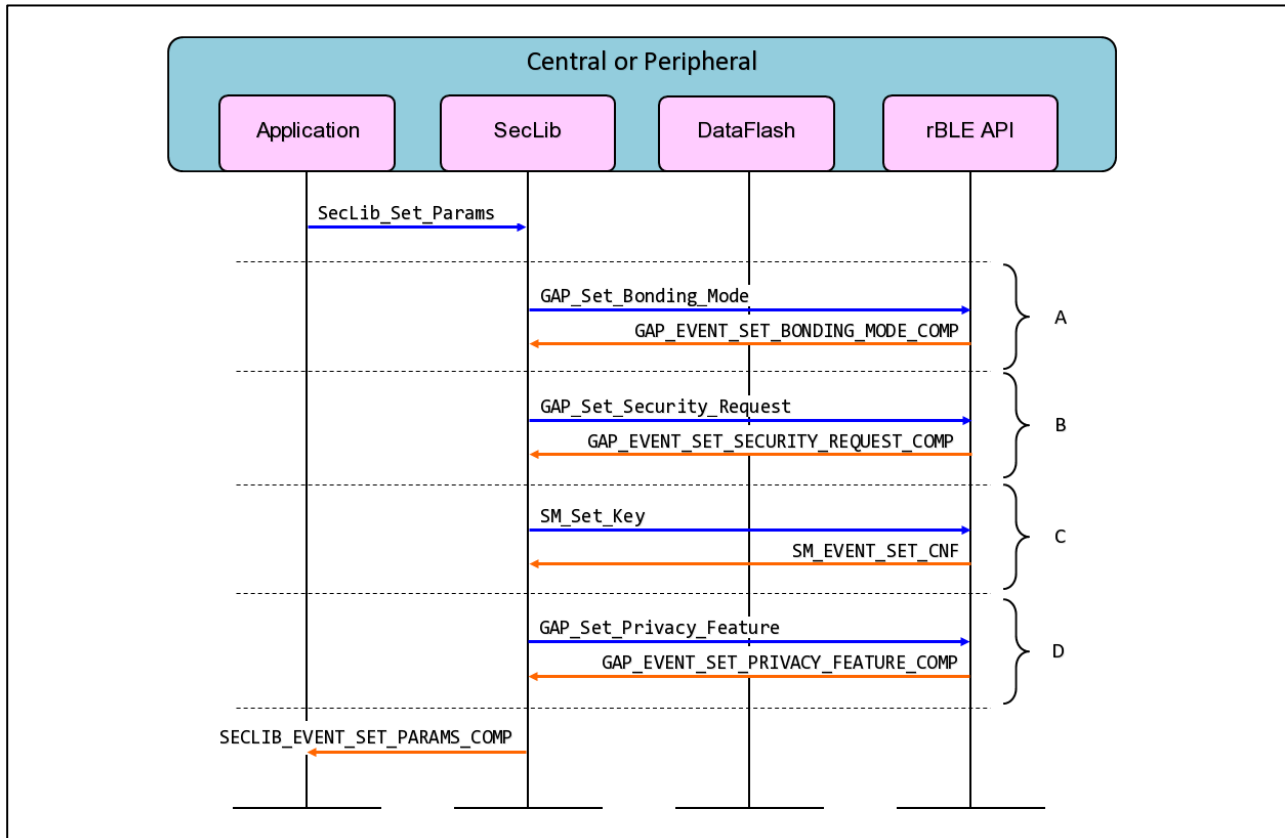 Central or Peripheral
Application
SecLib
DataFlash
rBLE API
SecLib_Set_Params
GAP_Set_Bonding_Mode
GAP_EVENT_SET_BONDING_MODE_COMP
A
GAP_Set_Security_Request
GAP_EVENT_SET_SECURITY_REQUEST_COMP
B
SM_Set_Key
SM_EVENT_SET_CNF
C
GAP_Set_Privacy_Feature
GAP_EVENT_SET_PRIVACY_FEATURE_COMP
D
SECLIB_EVENT_SET_PARAMS_COMP